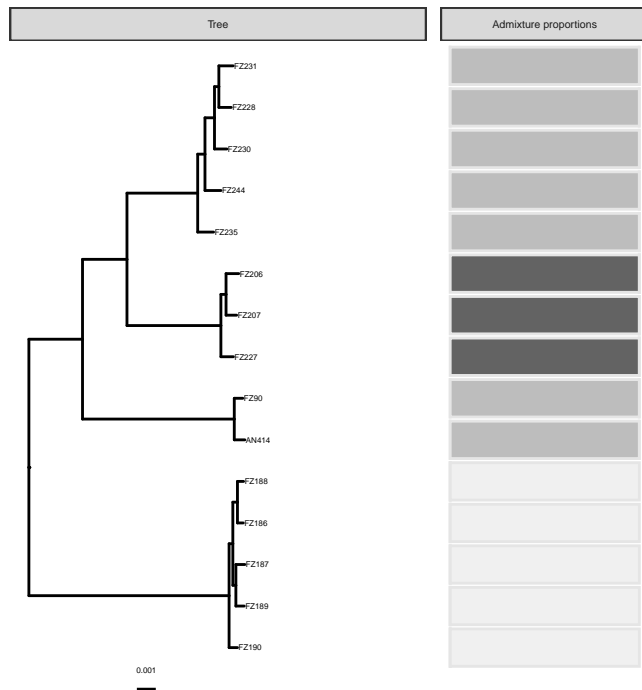 Tree
Admixture proportions
FZ231
FZ228
FZ230
FZ244
FZ235
FZ206
FZ207
FZ227
FZ90
AN414
FZ188
FZ186
FZ187
FZ189
FZ190
0.001